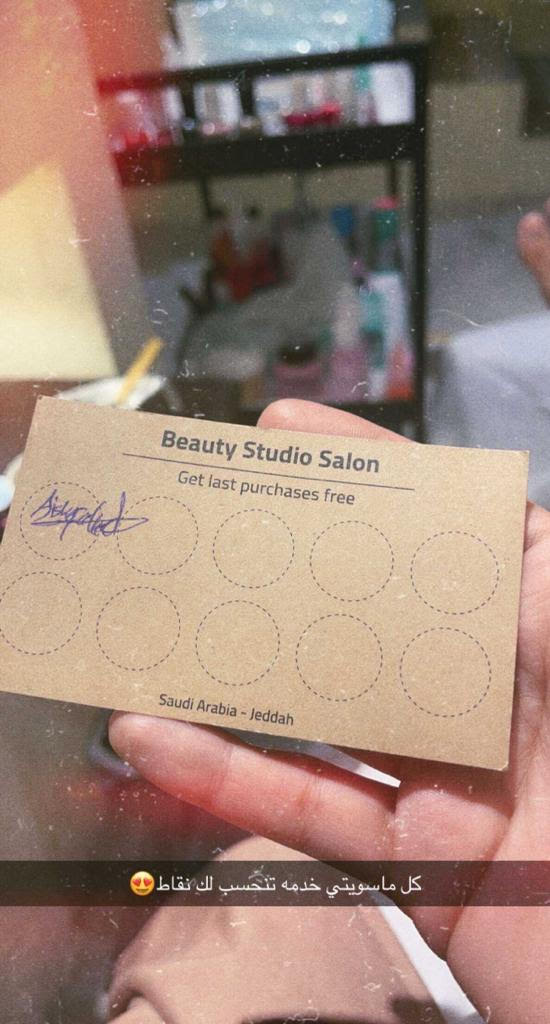 Beauty Studio Salon
Get last purchases free
Saudi Arabia - Jeddah
كل ماسويتي خدمه تنحسب لك نقاط😍